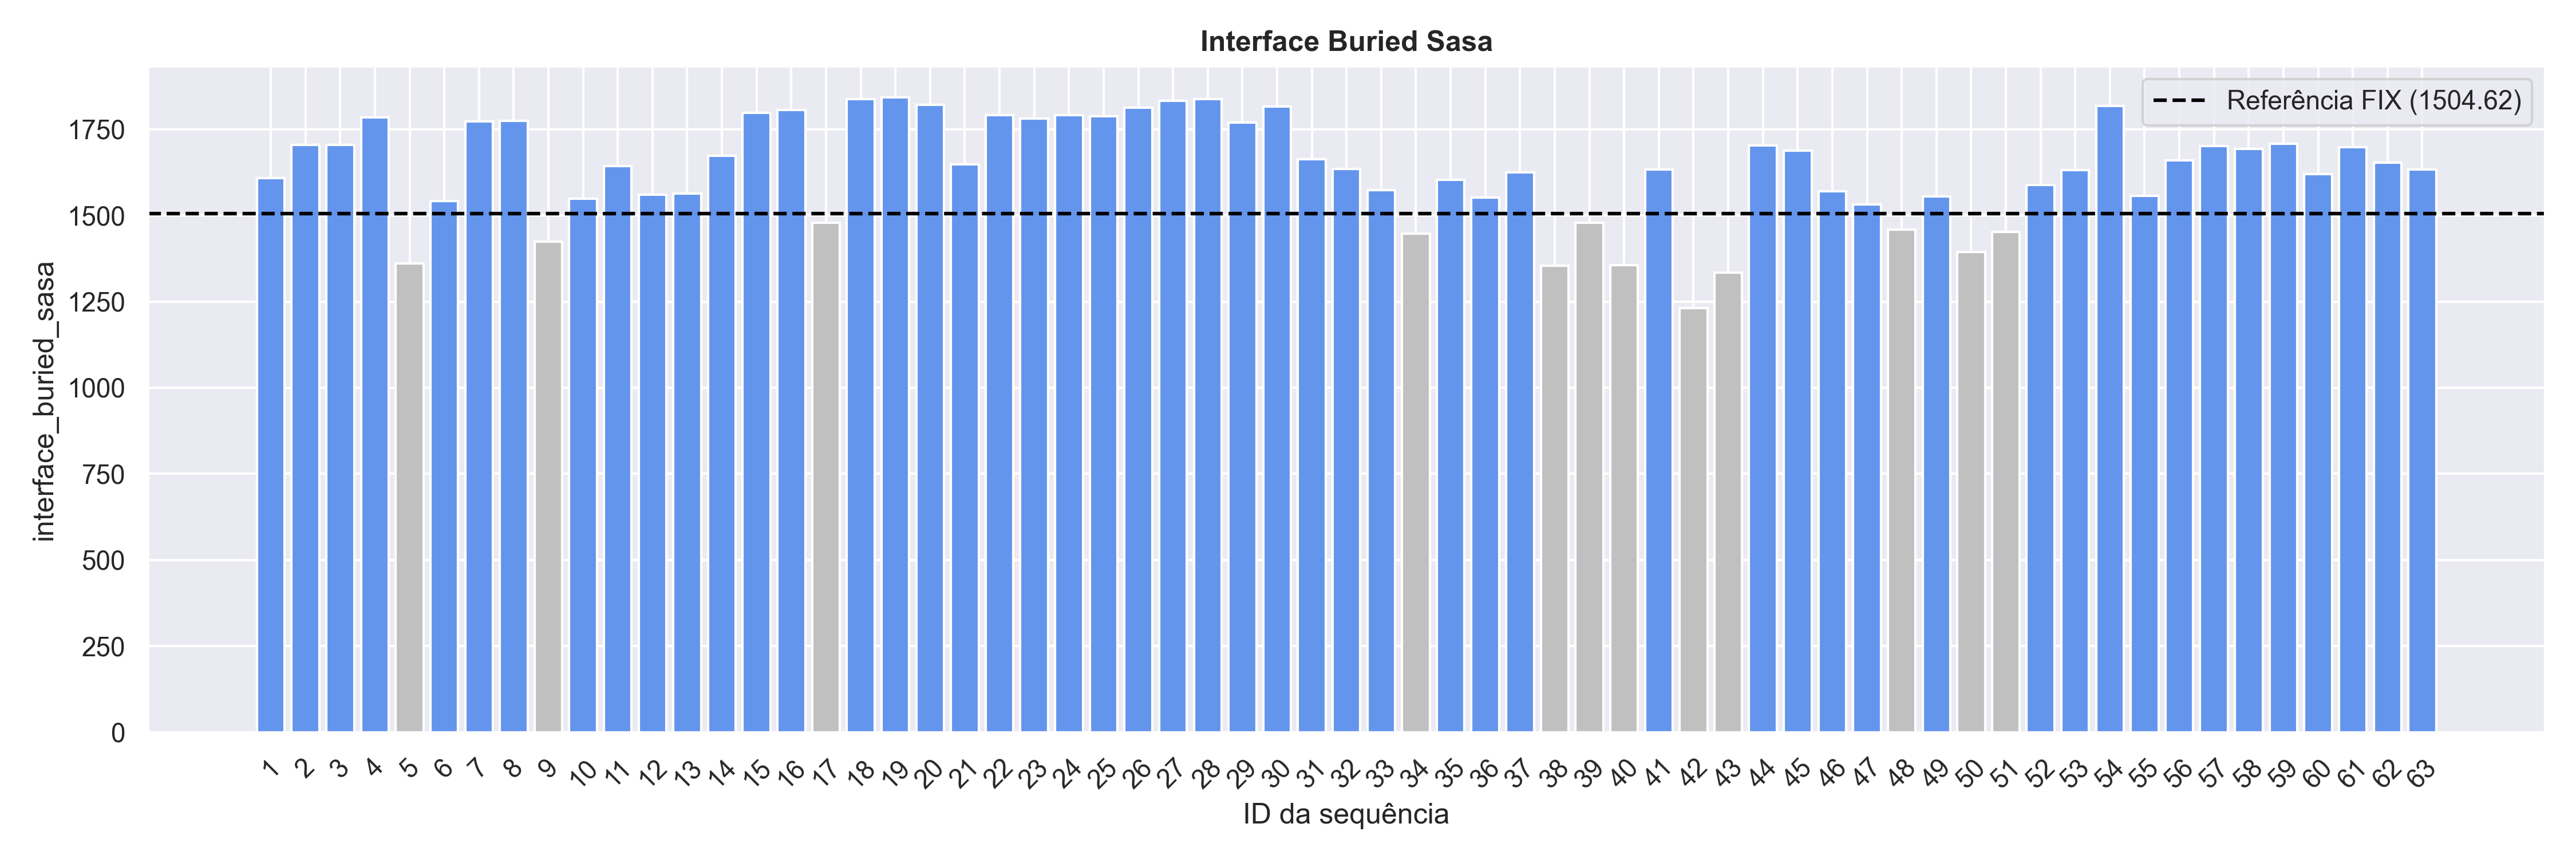 Interface Buried Sasa
Referência FIX (1504.62)
interface_buried_sasa
1750
1500
1250
1000
750
500
250
0
1 2 3 4 5 6 7 8 9 10 11 12 13 14 15 16 17 18 19 20 21 22 23 24 25 26 27 28 29 30 31 32 33 34 35 36 37 38 39 40 41 42 43 44 45 46 47 48 49 50 51 52 53 54 55 56 57 58 59 60 61 62 63
ID da sequência